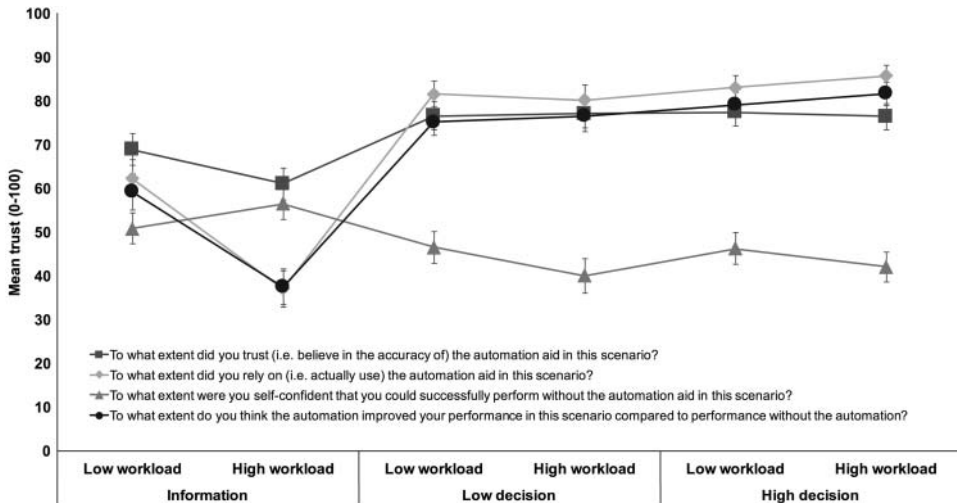 100
90
80
70
60
50
40
30
20
10
0
Mean trust (0-100)
To what extent did you trust (i.e. believe in the accuracy of) the automation aid in this scenario?
To what extent did you rely on (i.e. actually use) the automation aid in this scenario?
To what extent were you self-confident that you could successfully perform without the automation aid in this scenario?
To what extent do you think the automation improved your performance in this scenario compared to performance without the automation?
Low workload High workload Low workload High workload Low workload High workload
Information Low decision High decision